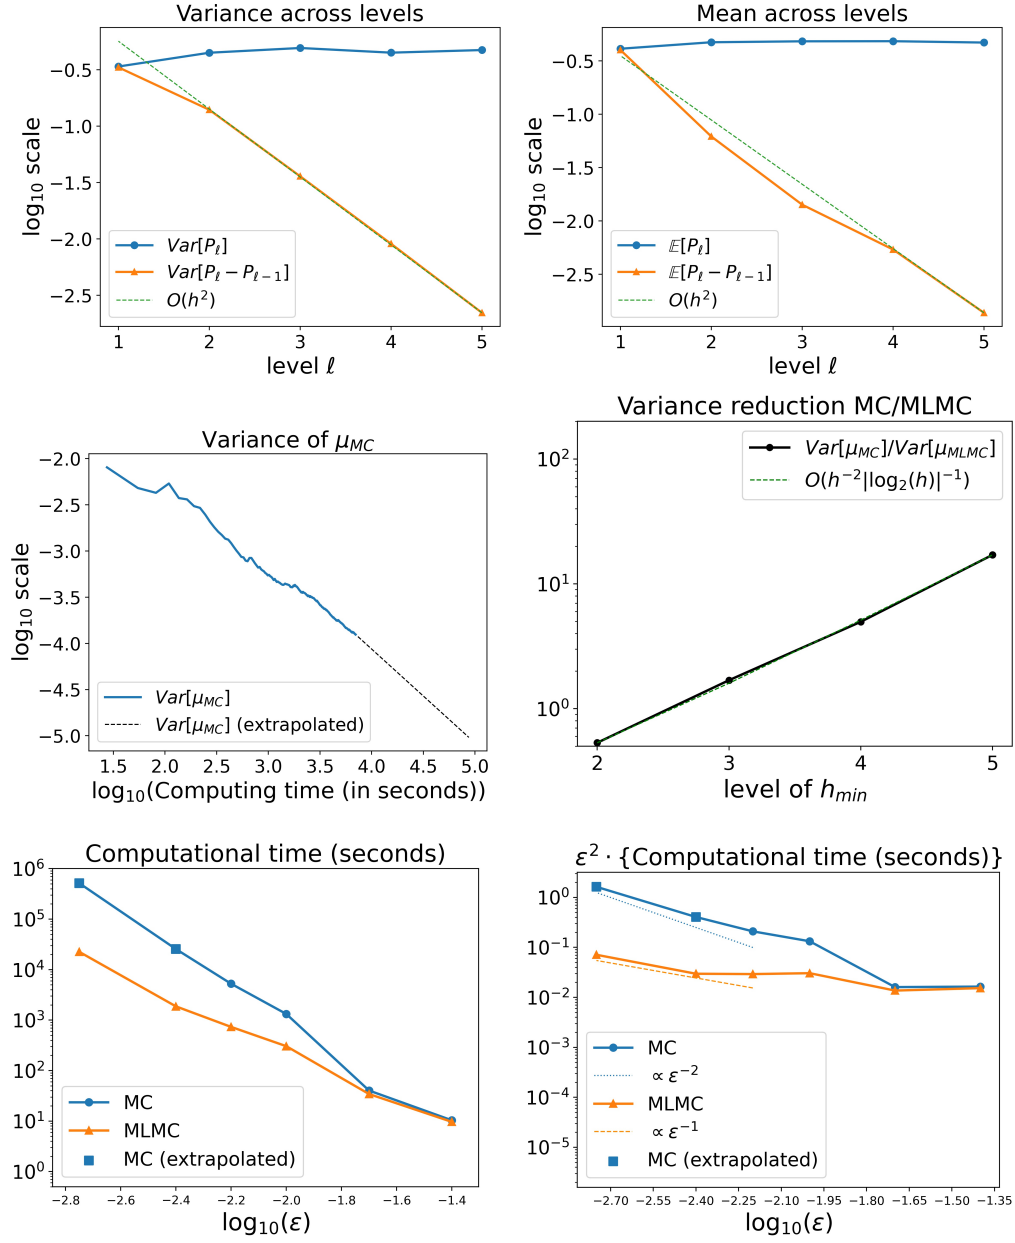 Variance across levels
log₁₀ scale
−0.5
−1.0
−1.5
−2.0
−2.5
Var[Pℓ]
Var[Pℓ − Pℓ−1]
O(h²)
1 2 3 4 5
level ℓ
Mean across levels
log₁₀ scale
−0.5
−1.0
−1.5
−2.0
−2.5
𝔼[Pℓ]
𝔼[Pℓ − Pℓ−1]
O(h²)
1 2 3 4 5
level ℓ
Variance of μ_MC
log₁₀ scale
−2.0
−2.5
−3.0
−3.5
−4.0
−4.5
−5.0
Var[μ_MC]
Var[μ_MC] (extrapolated)
1.5 2.0 2.5 3.0 3.5 4.0 4.5 5.0
log₁₀(Computing time (in seconds))
Variance reduction MC/MLMC
10²
10¹
10⁰
Var[μ_MC]/Var[μ_MLMC]
O(h⁻²|log₂(h)|⁻¹)
2 3 4 5
level of h_min
Computational time (seconds)
10⁶
10⁵
10⁴
10³
10²
10¹
10⁰
MC
MLMC
MC (extrapolated)
−2.8 −2.6 −2.4 −2.2 −2.0 −1.8 −1.6 −1.4
log₁₀(ε)
ε² · {Computational time (seconds)}
10⁰
10⁻¹
10⁻²
10⁻³
10⁻⁴
10⁻⁵
MC
∝ ε⁻²
MLMC
∝ ε⁻¹
MC (extrapolated)
−2.70 −2.55 −2.40 −2.25 −2.10 −1.95 −1.80 −1.65 −1.50 −1.35
log₁₀(ε)